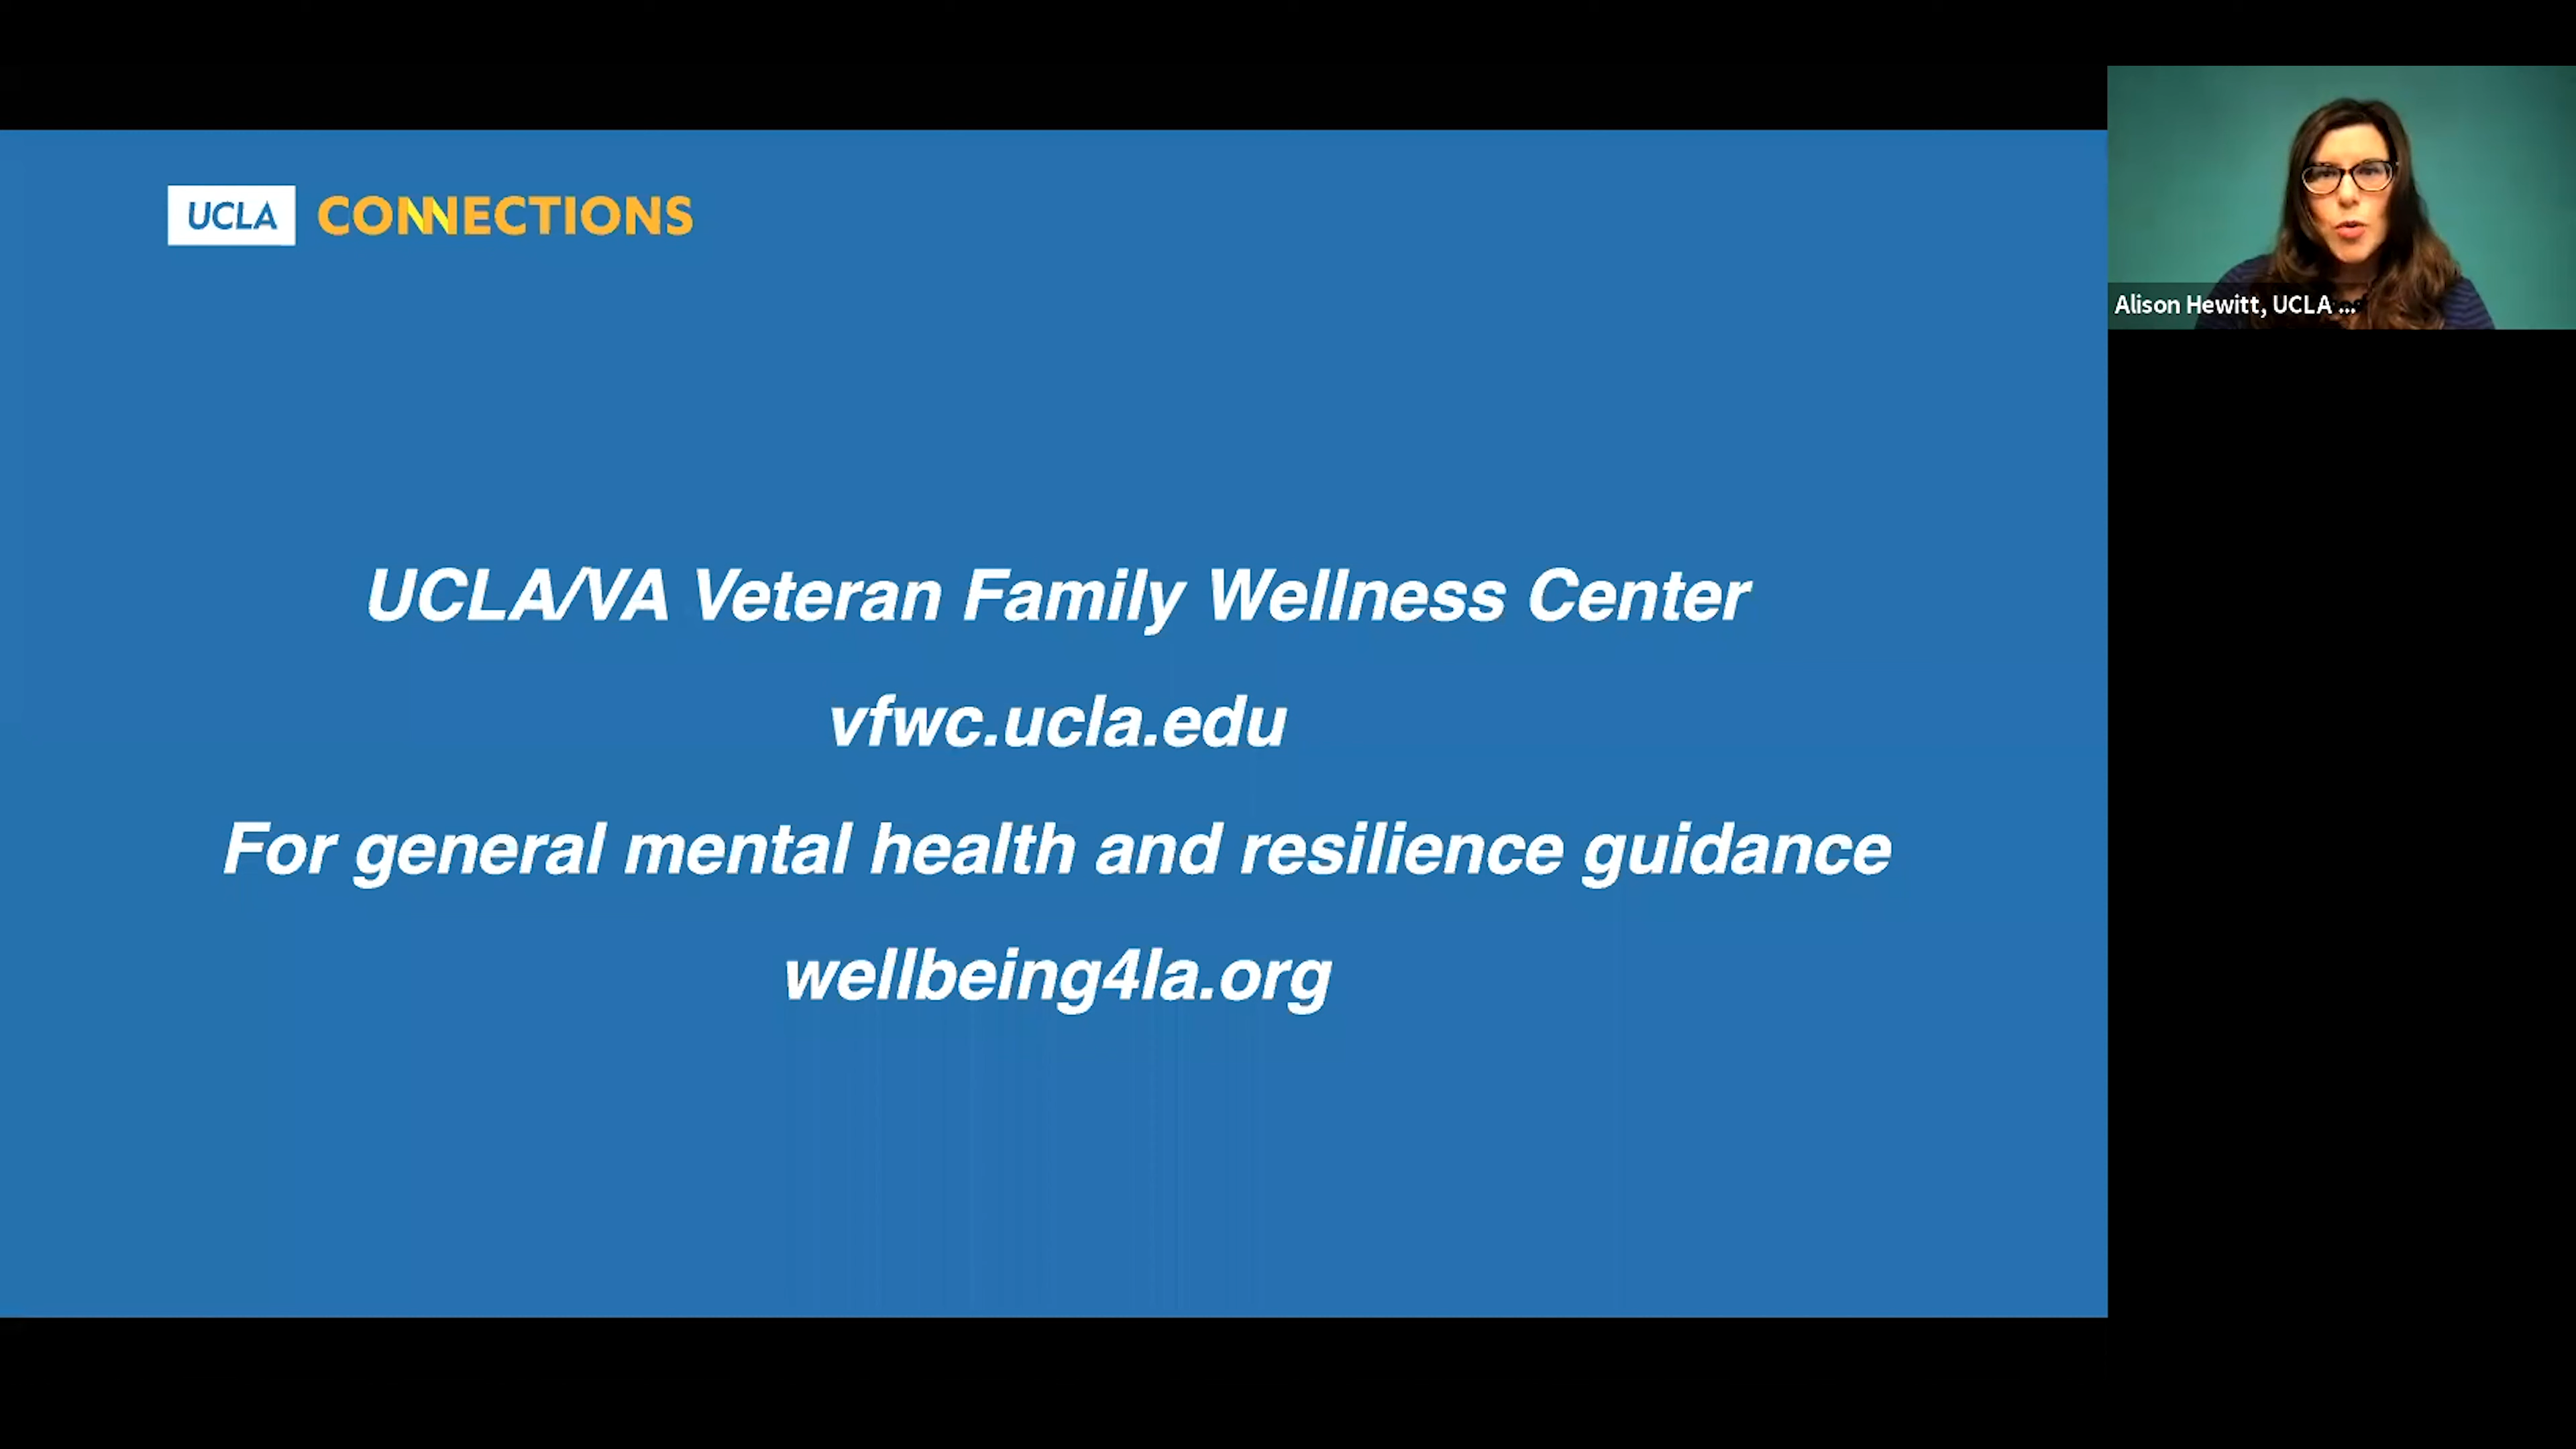 UCLA CONNECTIONS
Alison Hewitt, UCLA ...
UCLA/VA Veteran Family Wellness Center
vfwc.ucla.edu
For general mental health and resilience guidance
wellbeing4la.org